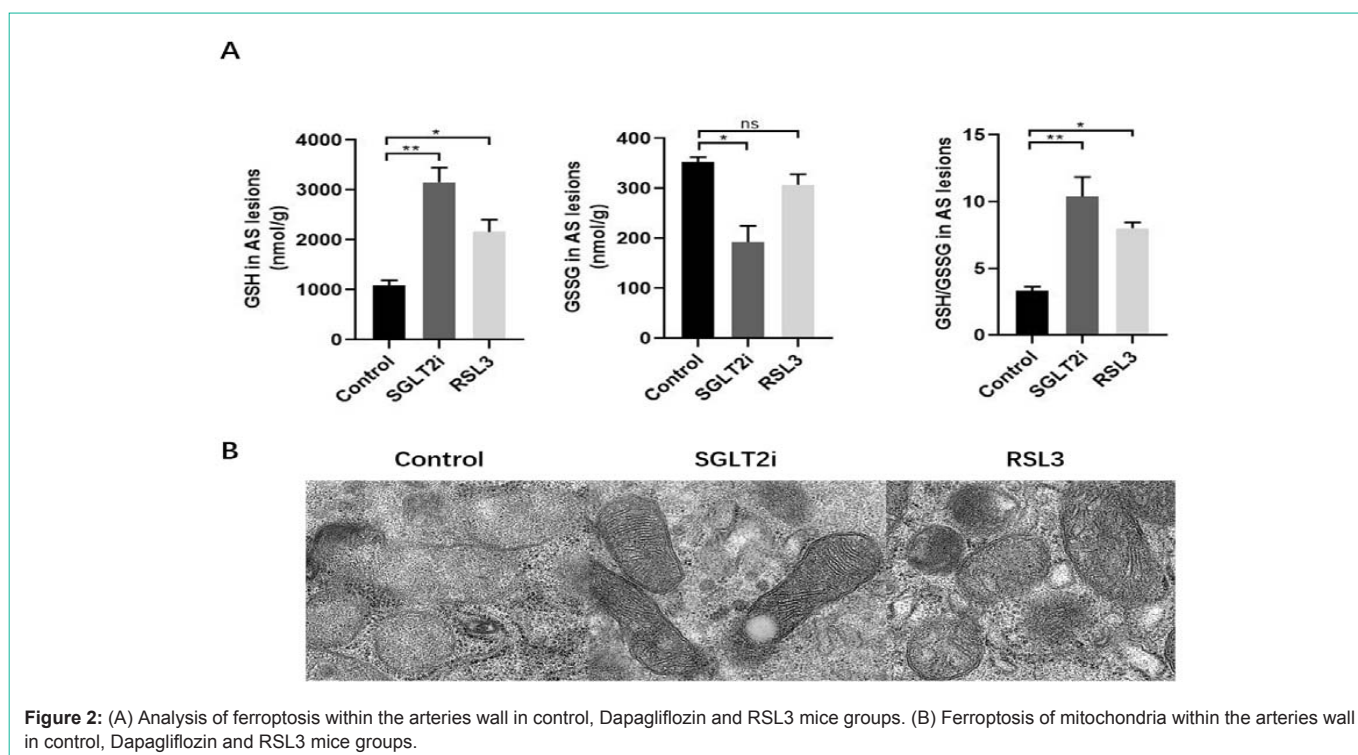 A
GSH in AS lesions
(nmol/g)
4000
3000
2000
1000
0
*
**
Control
SGLT2i
RSL3
GSSG in AS lesions
(nmol/g)
400
300
200
100
0
ns
*
Control
SGLT2i
RSL3
GSH/GSSG in AS lesions
15
10
5
0
*
**
Control
SGLT2i
RSL3
B
Control
SGLT2i
RSL3
Figure 2: (A) Analysis of ferroptosis within the arteries wall in control, Dapagliflozin and RSL3 mice groups. (B) Ferroptosis of mitochondria within the arteries wall
in control, Dapagliflozin and RSL3 mice groups.